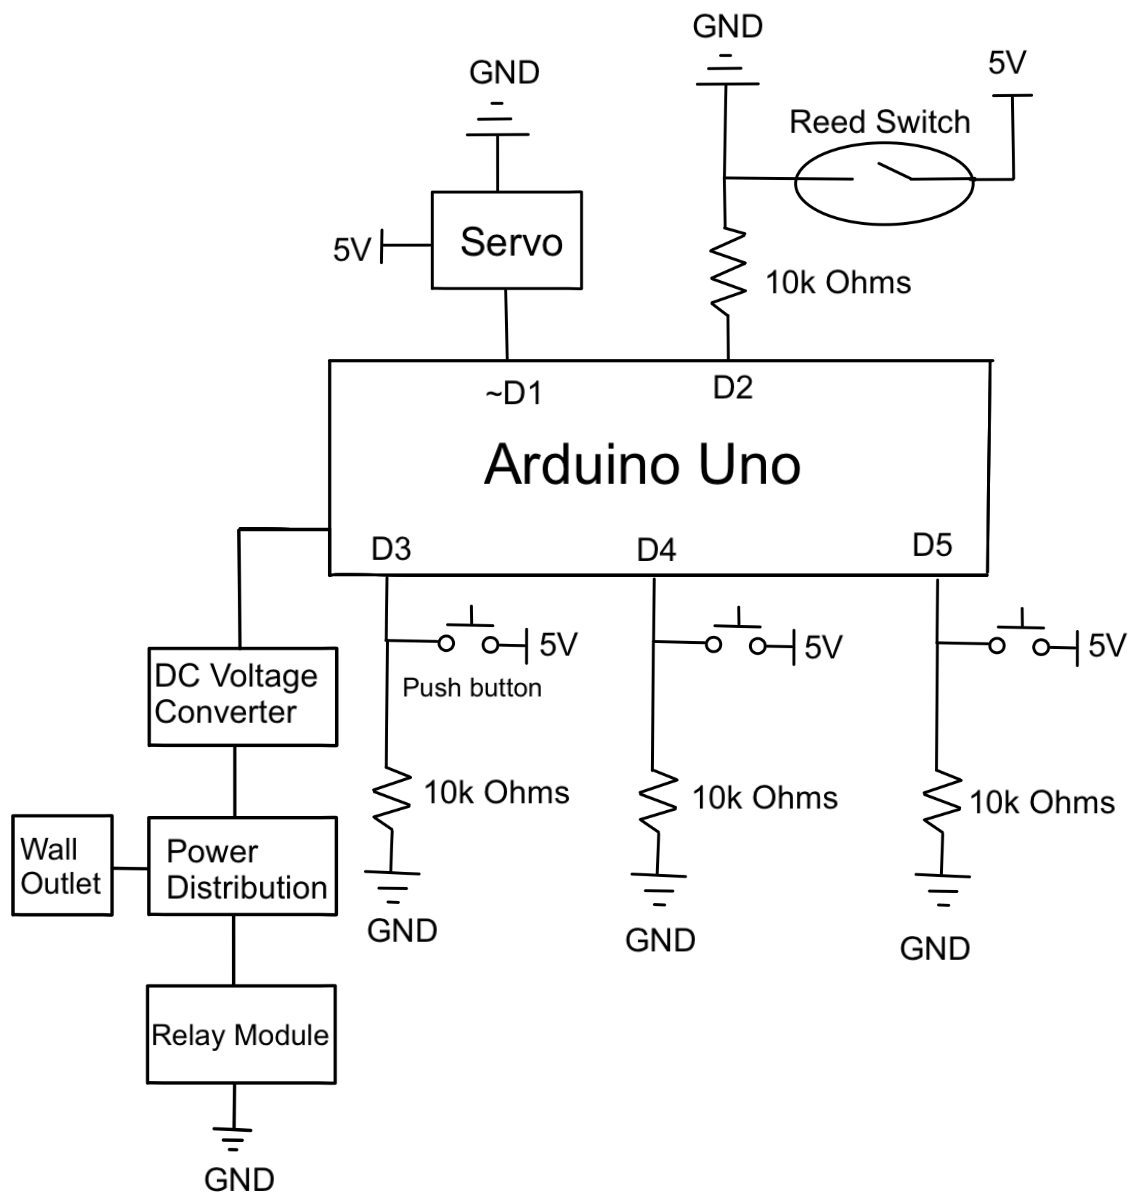 GND
GND
5V
Reed Switch
5V
Servo
10k Ohms
~D1
D2
Arduino Uno
D3
D4
D5
5V
5V
5V
Push button
DC Voltage
Converter
10k Ohms
10k Ohms
10k Ohms
Wall
Outlet
Power
Distribution
GND
GND
GND
Relay Module
GND